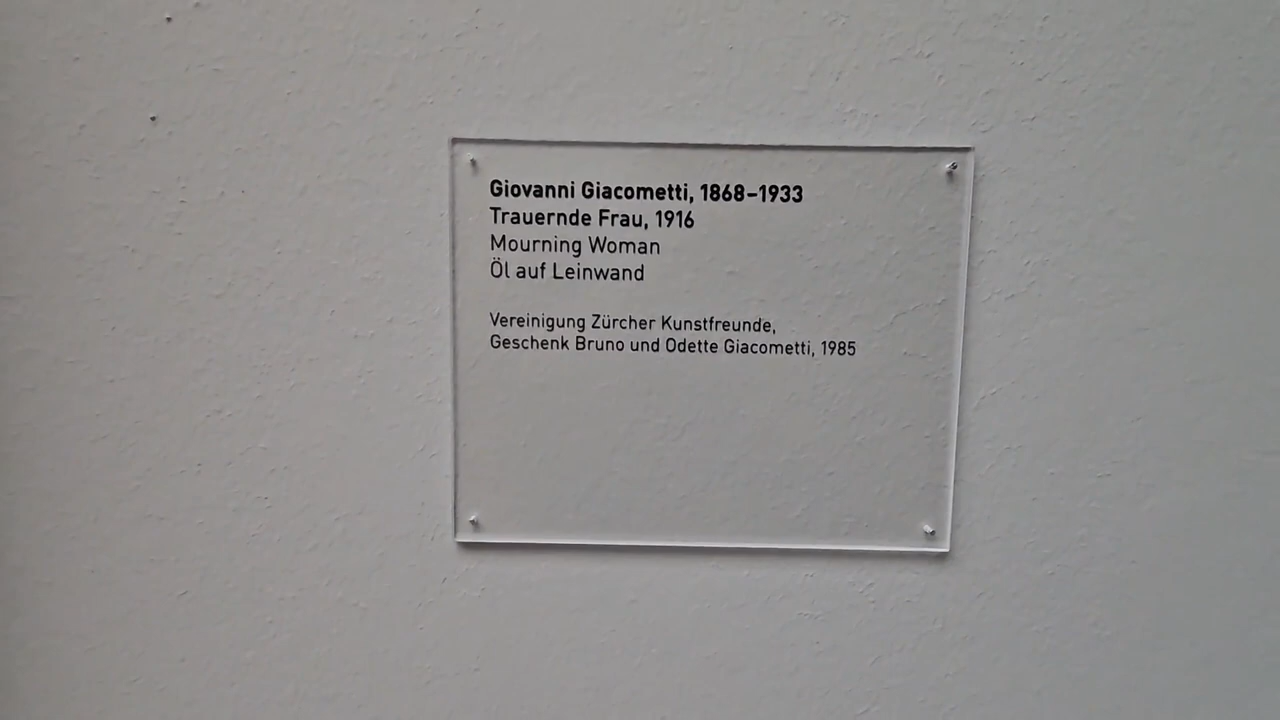 Giovanni Giacometti, 1868–1933
Trauernde Frau, 1916
Mourning Woman
Öl auf Leinwand
Vereinigung Zürcher Kunstfreunde,
Geschenk Bruno und Odette Giacometti, 1985